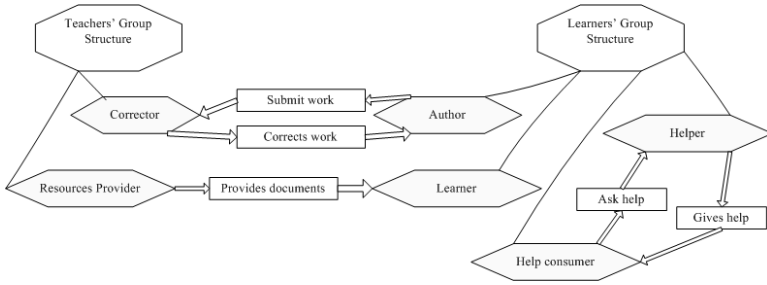 Teachers' Group
Structure
Learners' Group
Structure
Submit work
Corrector
Author
Corrects work
Helper
Resources Provider
Provides documents
Learner
Ask help
Gives help
Help consumer